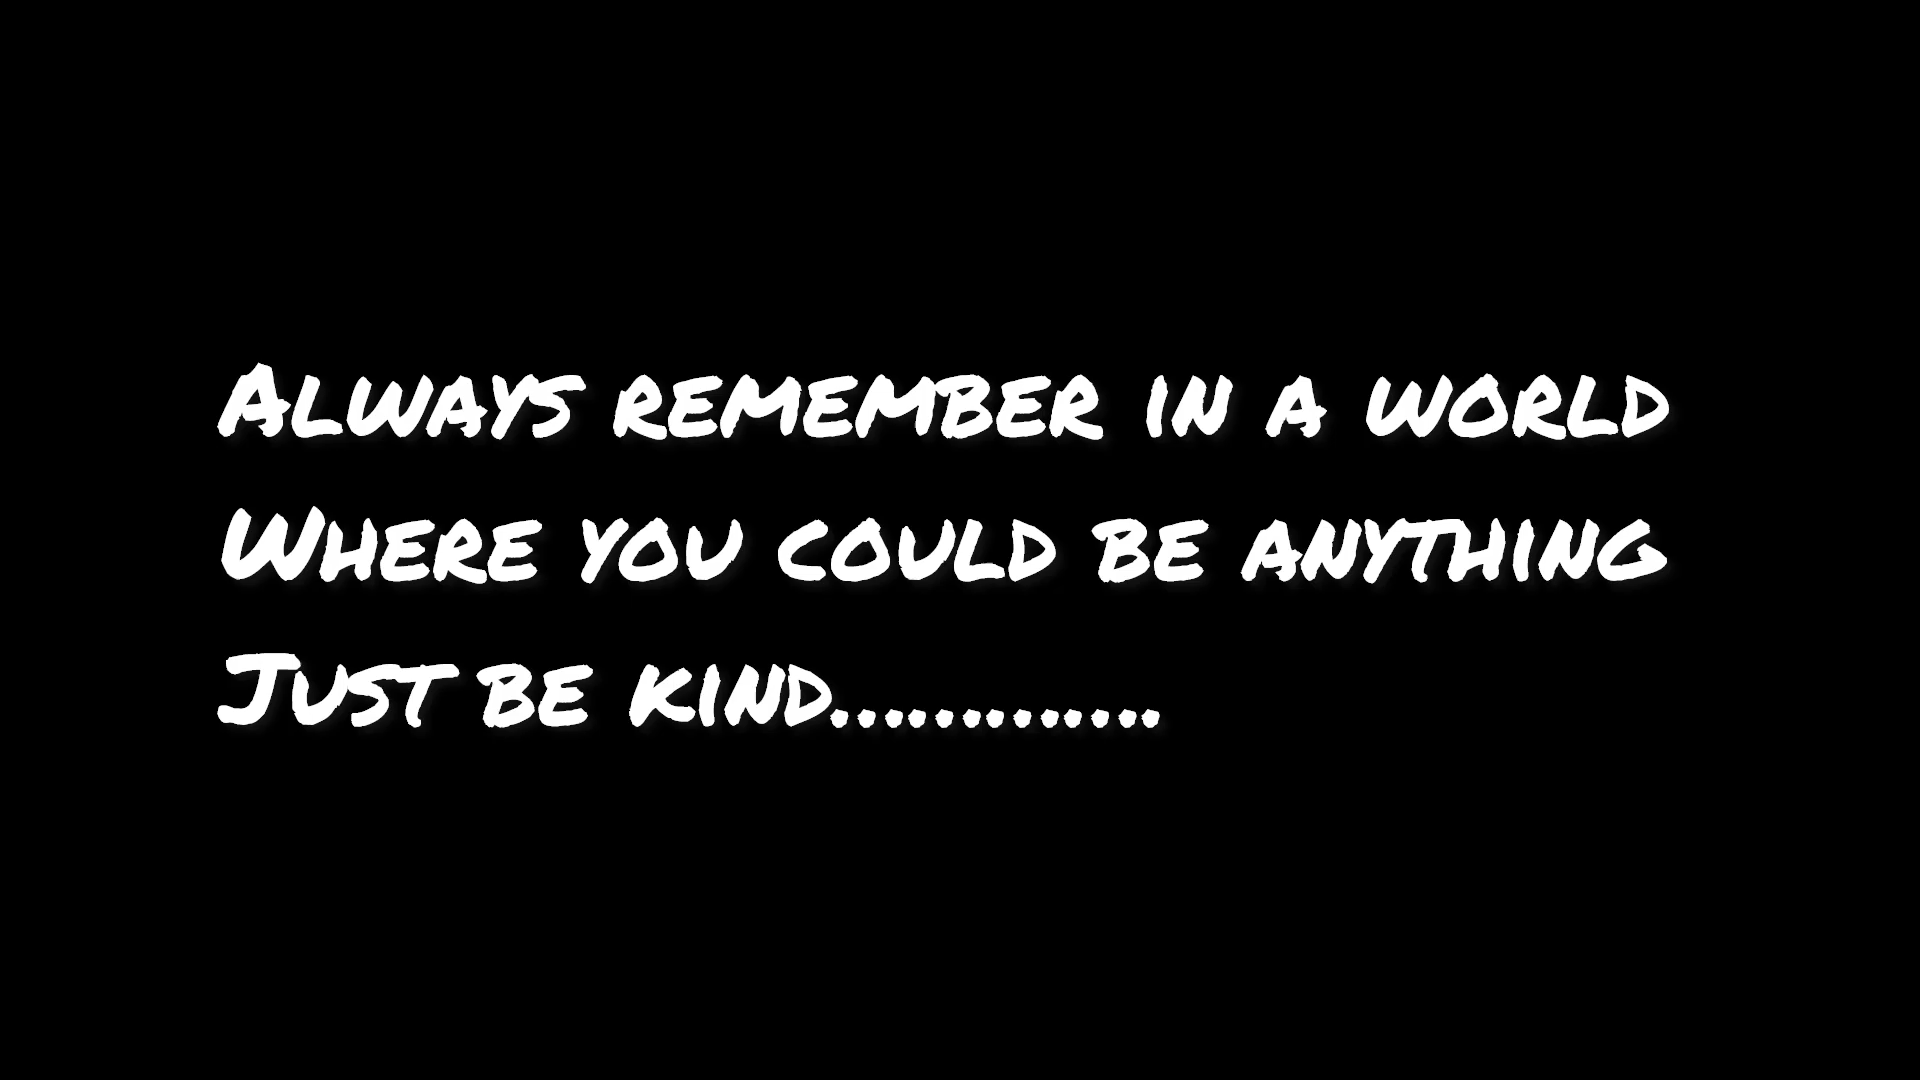 Always remember in a world
Where you could be anything
Just be kind.............